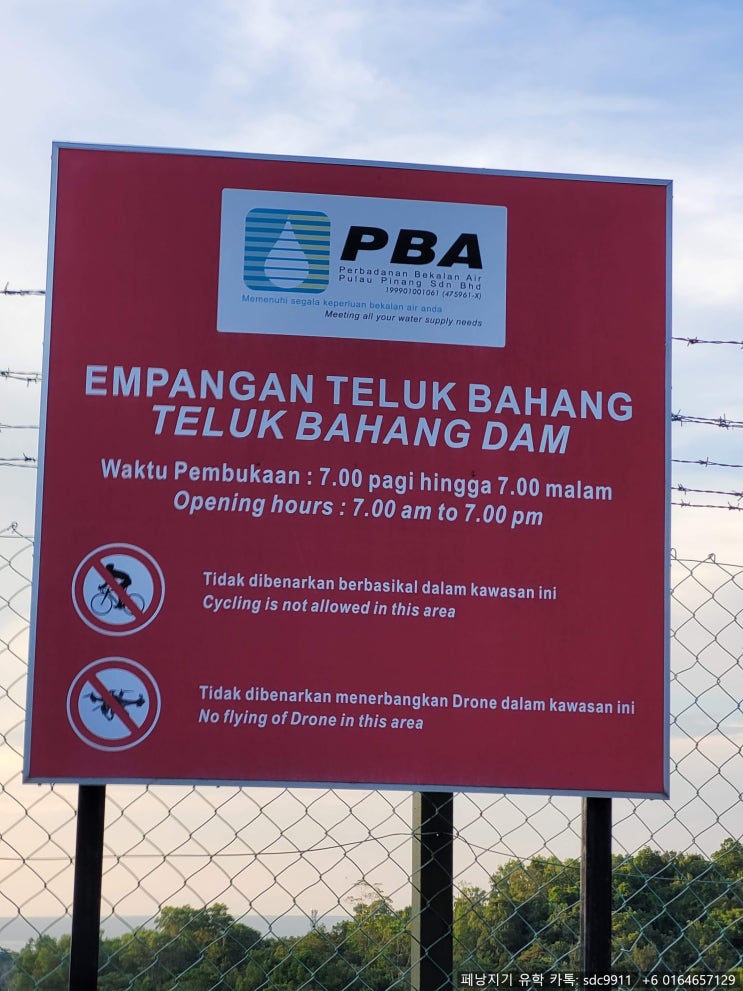 PBA
Perbadanan Bekalan Air
Pulau Pinang Sdn Bhd
199901001061 (475961-X)
Memenuhi segala keperluan bekalan air anda
Meeting all your water supply needs
EMPANGAN TELUK BAHANG
TELUK BAHANG DAM
Waktu Pembukaan : 7.00 pagi hingga 7.00 malam
Opening hours : 7.00 am to 7.00 pm
Tidak dibenarkan berbasikal dalam kawasan ini
Cycling is not allowed in this area
Tidak dibenarkan menerbangkan Drone dalam kawasan ini
No flying of Drone in this area
페낭지기 유학 카톡: sdc9911 +6 0164657129